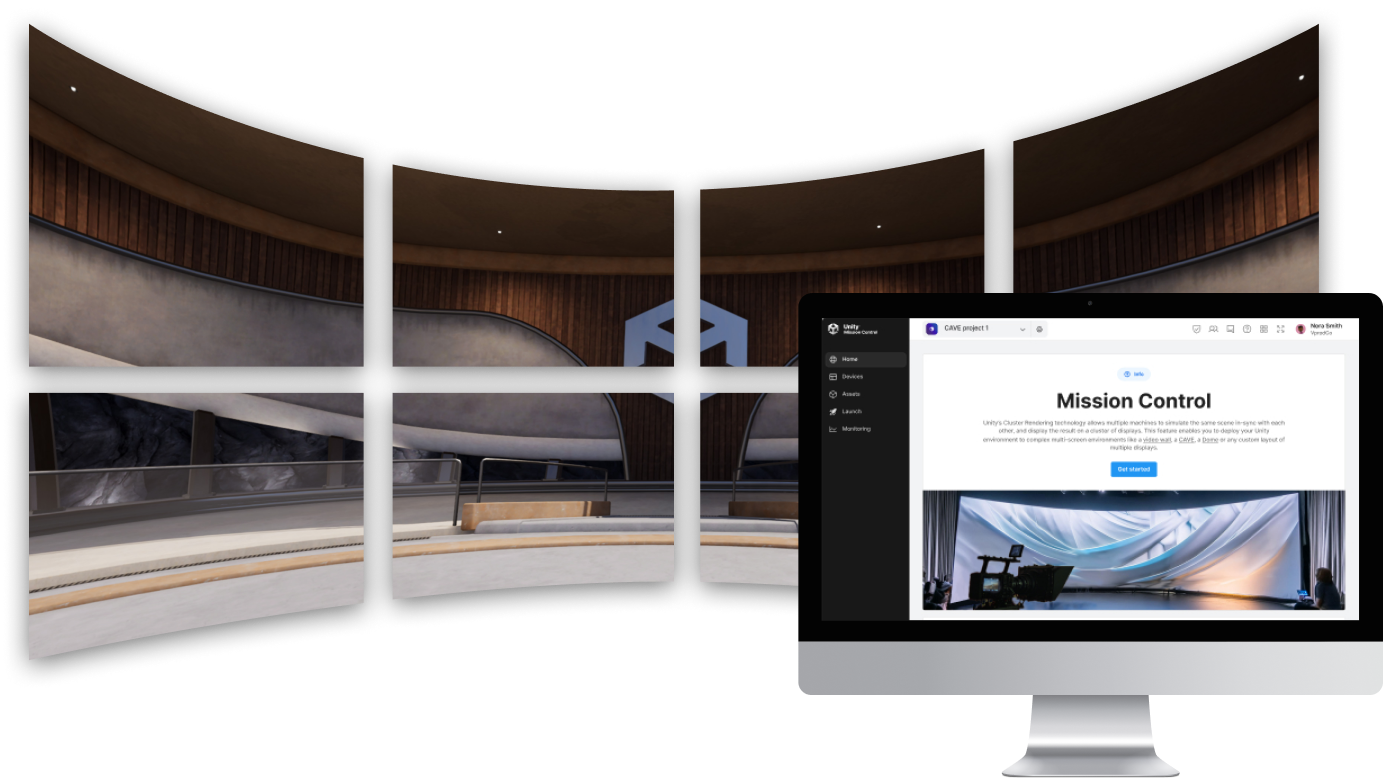 Unity
Mission Control
CAVE project 1
Nora Smith
VprodCo
Home
Devices
Assets
Launch
Monitoring
Info
Mission Control
Unity's Cluster Rendering technology allows multiple machines to simulate the same scene in-sync with each
other, and display the result on a cluster of displays. This feature enables you to deploy your Unity
environment to complex multi-screen environments like a video wall, a CAVE, a Dome or any custom layout of
multiple displays.
Get started